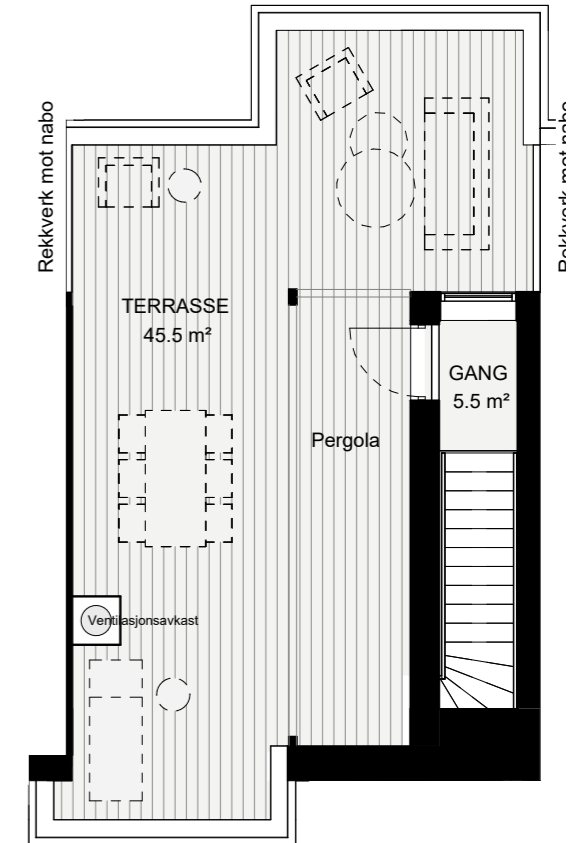 Rekkverk mot nabo
Rekkverk mot nabo
TERRASSE
45.5 m²
GANG
5.5 m²
Pergola
Ventilasjonsavkast